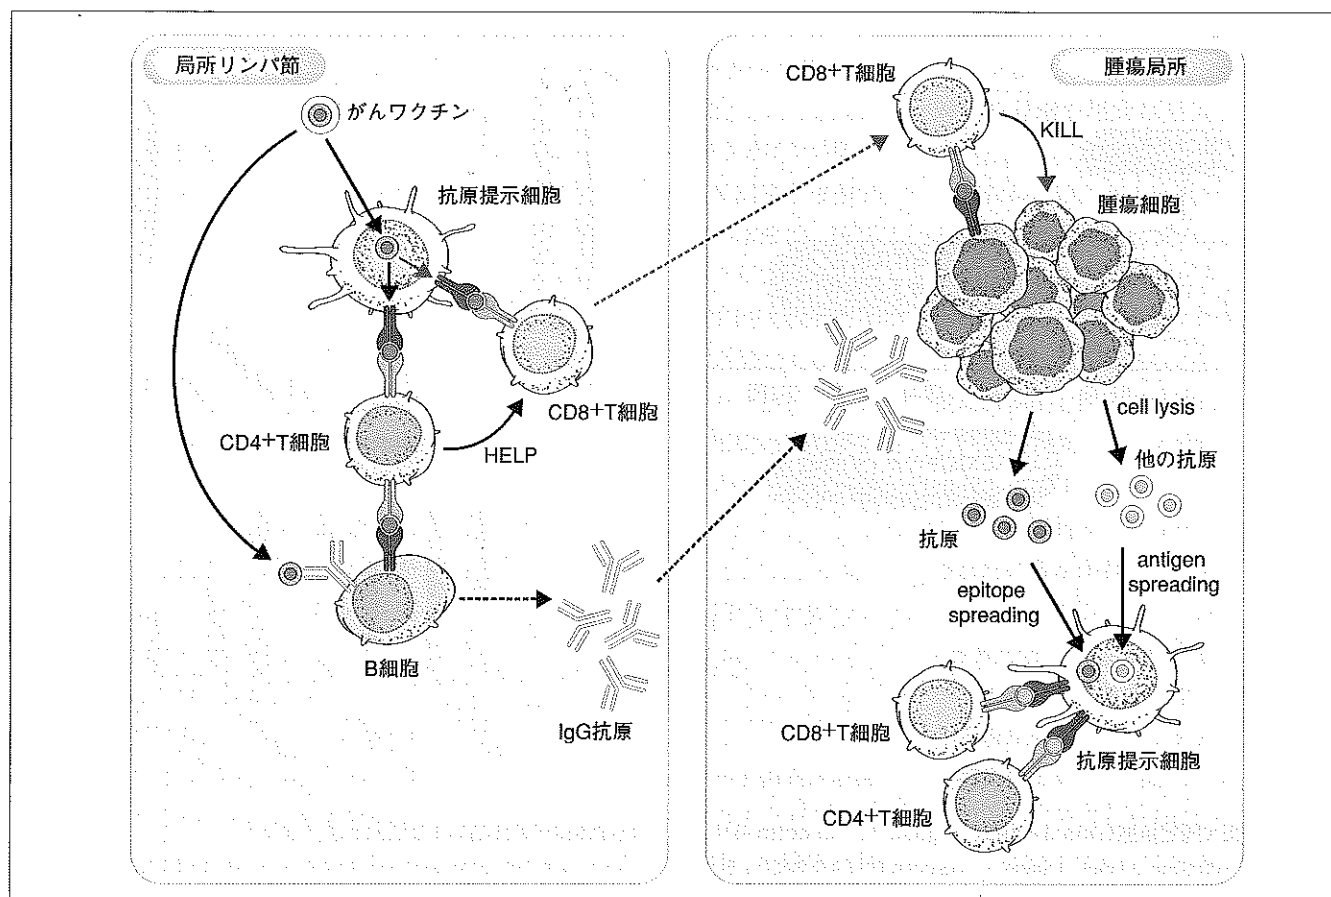 局所リンパ節
がんワクチン
抗原提示細胞
CD8+T細胞
CD4+T細胞
HELP
B細胞
IgG抗原
腫瘍局所
CD8+T細胞
KILL
腫瘍細胞
cell lysis
他の抗原
抗原
antigen
spreading
epitope
spreading
CD8+T細胞
抗原提示細胞
CD4+T細胞